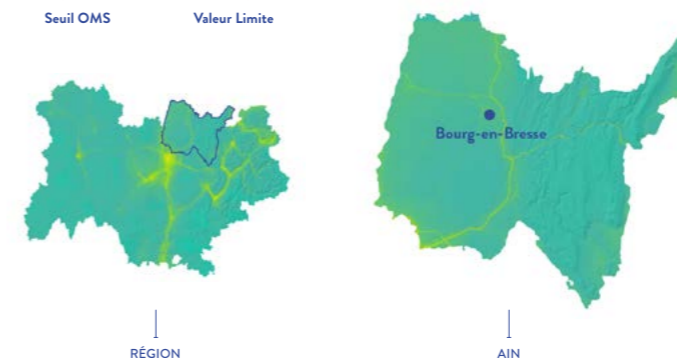 Seuil OMS
Valeur Limite
Bourg-en-Bresse
RÉGION
AIN